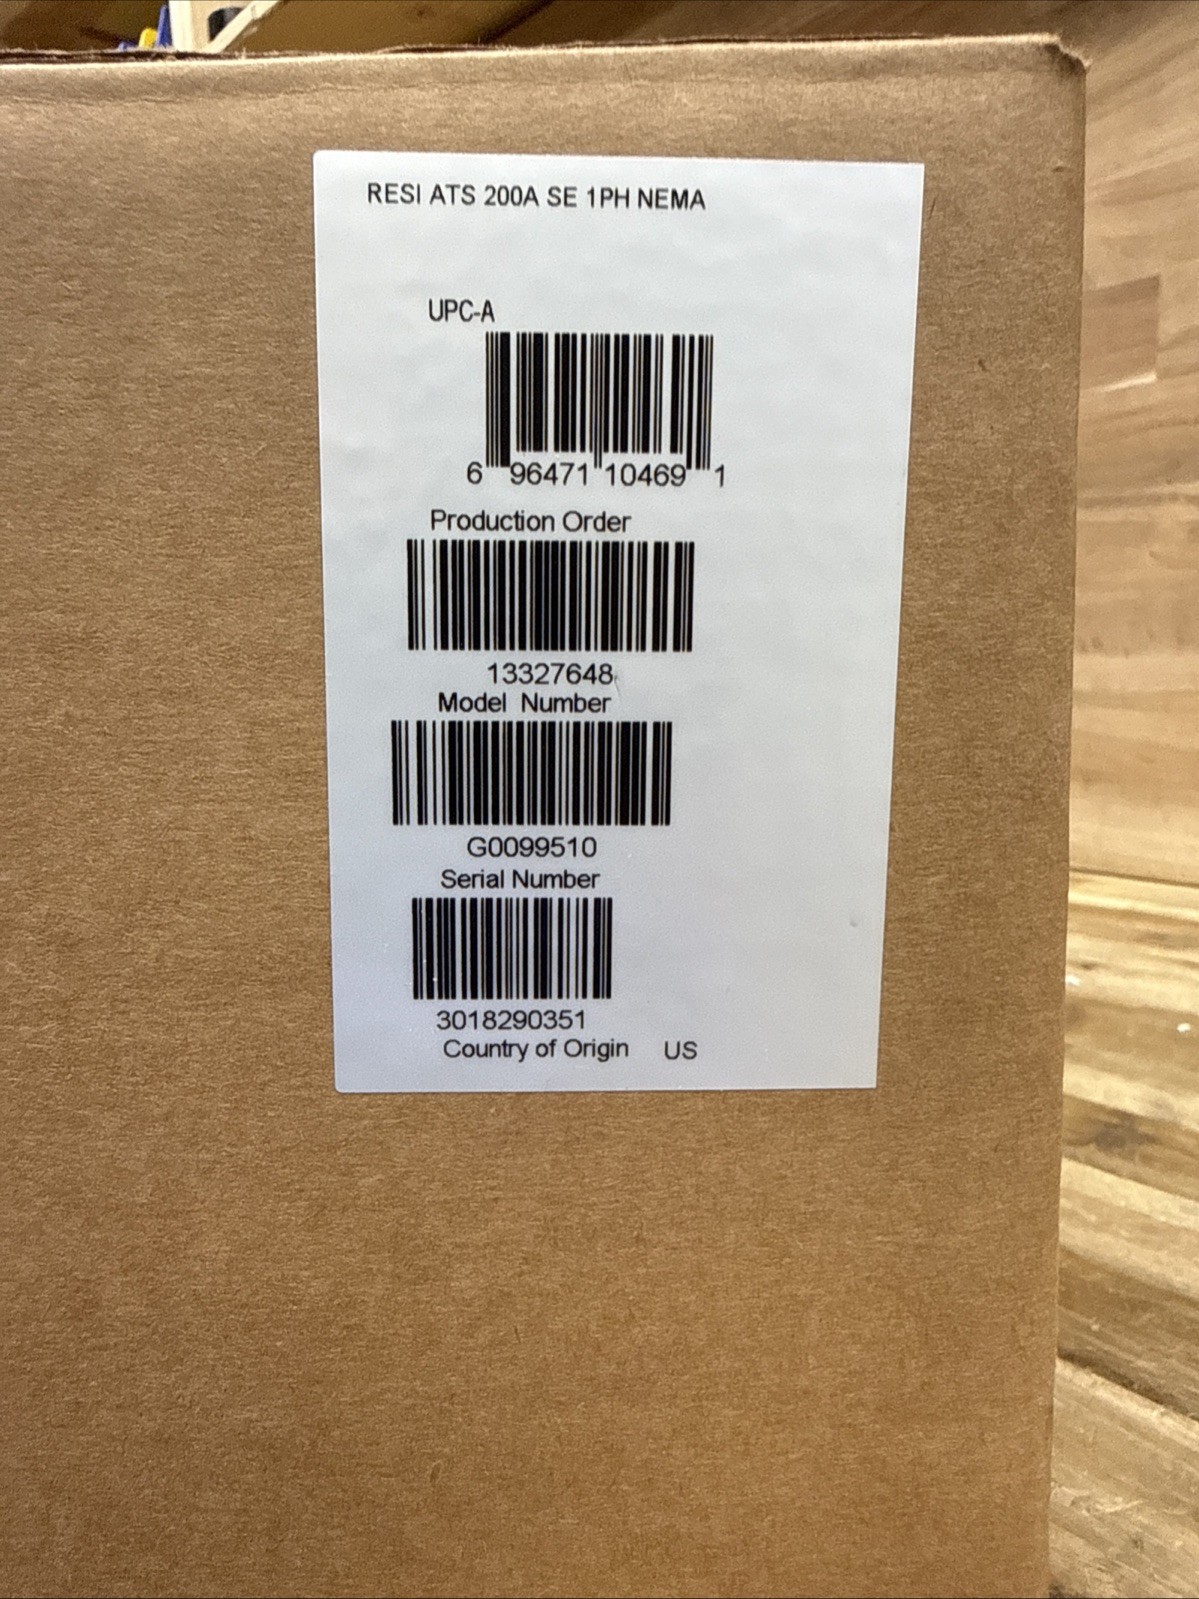 RESI ATS 200A SE 1PH NEMA
UPC-A
6 96471 10469 1
Production Order
13327648
Model Number
G0099510
Serial Number
3018290351
Country of Origin US